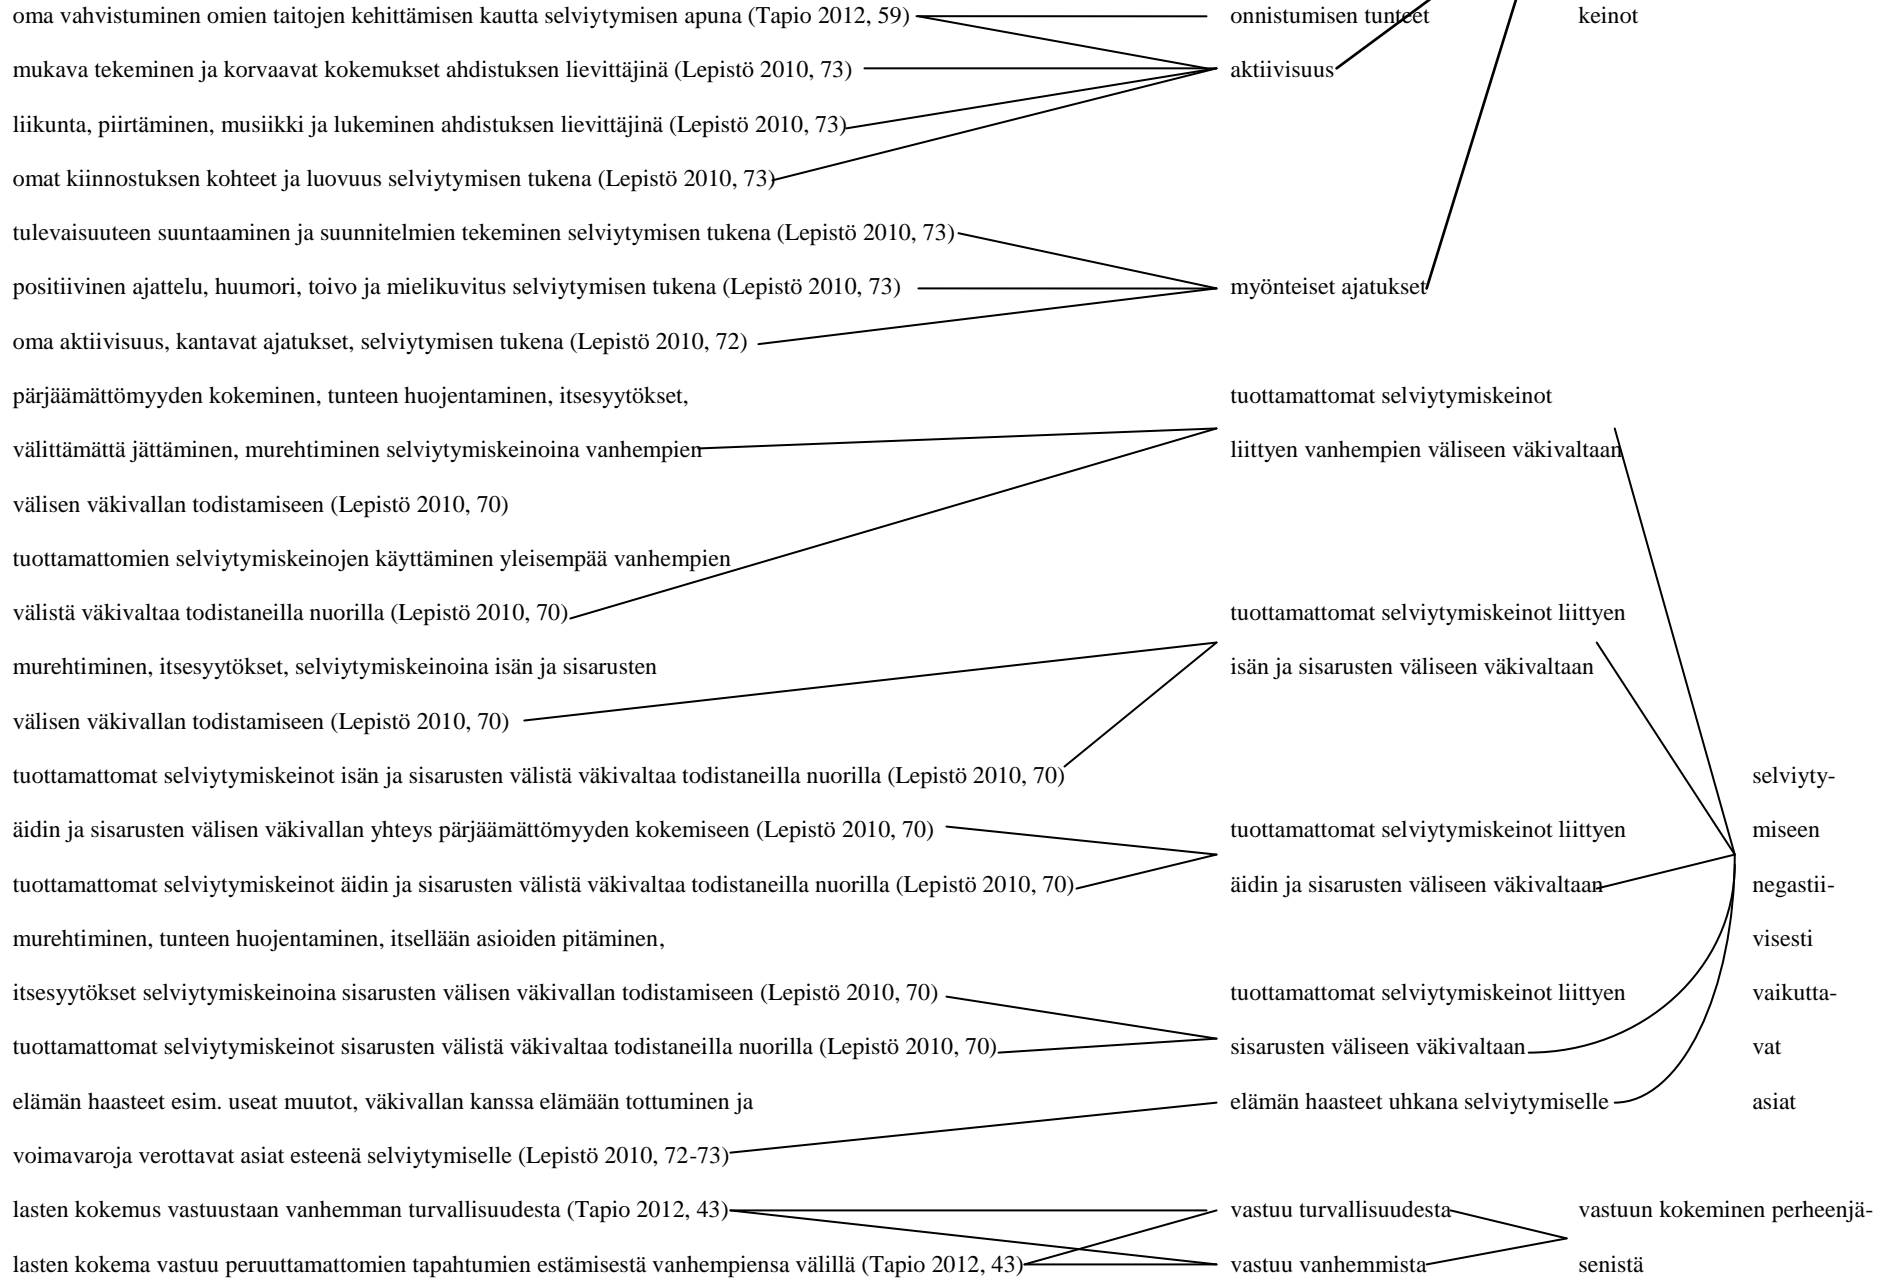 oma vahvistuminen omien taitojen kehittämisen kautta selviytymisen apuna (Tapio 2012, 59) onnistumisen tunteet keinot
mukava tekeminen ja korvaavat kokemukset ahdistuksen lievittäjinä (Lepistö 2010, 73) aktiivisuus
liikunta, piirtäminen, musiikki ja lukeminen ahdistuksen lievittäjinä (Lepistö 2010, 73)
omat kiinnostuksen kohteet ja luovuus selviytymisen tukena (Lepistö 2010, 73)
tulevaisuuteen suuntaaminen ja suunnitelmien tekeminen selviytymisen tukena (Lepistö 2010, 73)
positiivinen ajattelu, huumori, toivo ja mielikuvitus selviytymisen tukena (Lepistö 2010, 73) myönteiset ajatukset
oma aktiivisuus, kantavat ajatukset, selviytymisen tukena (Lepistö 2010, 72)
pärjäämättömyyden kokeminen, tunteen huojentaminen, itsesyytökset, tuottamattomat selviytymiskeinot
välittämättä jättäminen, murehtiminen selviytymiskeinoina vanhempien liittyen vanhempien väliseen väkivaltaan
välisen väkivallan todistamiseen (Lepistö 2010, 70)
tuottamattomien selviytymiskeinojen käyttäminen yleisempää vanhempien
välistä väkivaltaa todistaneilla nuorilla (Lepistö 2010, 70) tuottamattomat selviytymiskeinot liittyen
murehtiminen, itsesyytökset, selviytymiskeinoina isän ja sisarusten isän ja sisarusten väliseen väkivaltaan
välisen väkivallan todistamiseen (Lepistö 2010, 70)
tuottamattomat selviytymiskeinot isän ja sisarusten välistä väkivaltaa todistaneilla nuorilla (Lepistö 2010, 70) selviyty-
äidin ja sisarusten välisen väkivallan yhteys pärjäämättömyyden kokemiseen (Lepistö 2010, 70) tuottamattomat selviytymiskeinot liittyen miseen
tuottamattomat selviytymiskeinot äidin ja sisarusten välistä väkivaltaa todistaneilla nuorilla (Lepistö 2010, 70) äidin ja sisarusten väliseen väkivaltaan negastii-
murehtiminen, tunteen huojentaminen, itsellään asioiden pitäminen, visesti
itsesyytökset selviytymiskeinoina sisarusten välisen väkivallan todistamiseen (Lepistö 2010, 70) tuottamattomat selviytymiskeinot liittyen vaikutta-
tuottamattomat selviytymiskeinot sisarusten välistä väkivaltaa todistaneilla nuorilla (Lepistö 2010, 70) sisarusten väliseen väkivaltaan vat
elämän haasteet esim. useat muutot, väkivallan kanssa elämään tottuminen ja elämän haasteet uhkana selviytymiselle asiat
voimavaroja verottavat asiat esteenä selviytymiselle (Lepistö 2010, 72-73)
lasten kokemus vastuustaan vanhemman turvallisuudesta (Tapio 2012, 43) vastuu turvallisuudesta vastuun kokeminen perheenjä-
lasten kokema vastuu peruuttamattomien tapahtumien estämisestä vanhempiensa välillä (Tapio 2012, 43) vastuu vanhemmista senistä